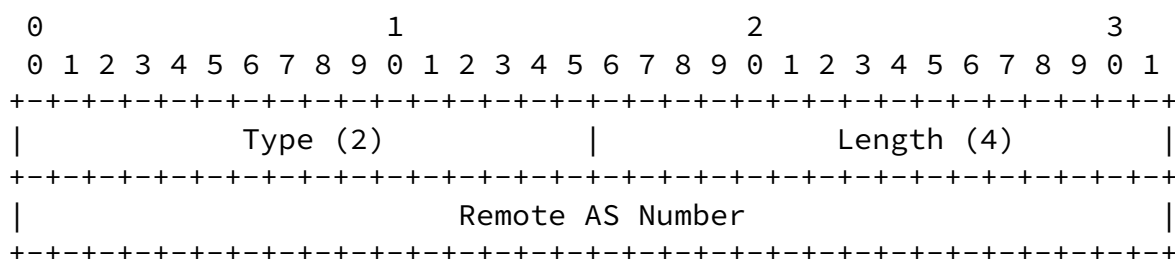 0                   1                   2                   3
 0 1 2 3 4 5 6 7 8 9 0 1 2 3 4 5 6 7 8 9 0 1 2 3 4 5 6 7 8 9 0 1
+-+-+-+-+-+-+-+-+-+-+-+-+-+-+-+-+-+-+-+-+-+-+-+-+-+-+-+-+-+-+-+-+
|            Type (2)           |             Length (4)        |
+-+-+-+-+-+-+-+-+-+-+-+-+-+-+-+-+-+-+-+-+-+-+-+-+-+-+-+-+-+-+-+-+
|                        Remote AS Number                       |
+-+-+-+-+-+-+-+-+-+-+-+-+-+-+-+-+-+-+-+-+-+-+-+-+-+-+-+-+-+-+-+-+